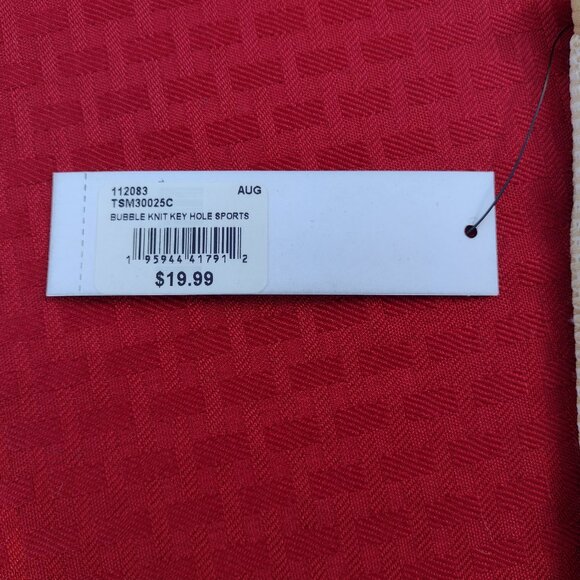 112083 AUG
TSM30025C
BUBBLE KNIT KEY HOLE SPORTS
1 95944 41791 2
$19.99